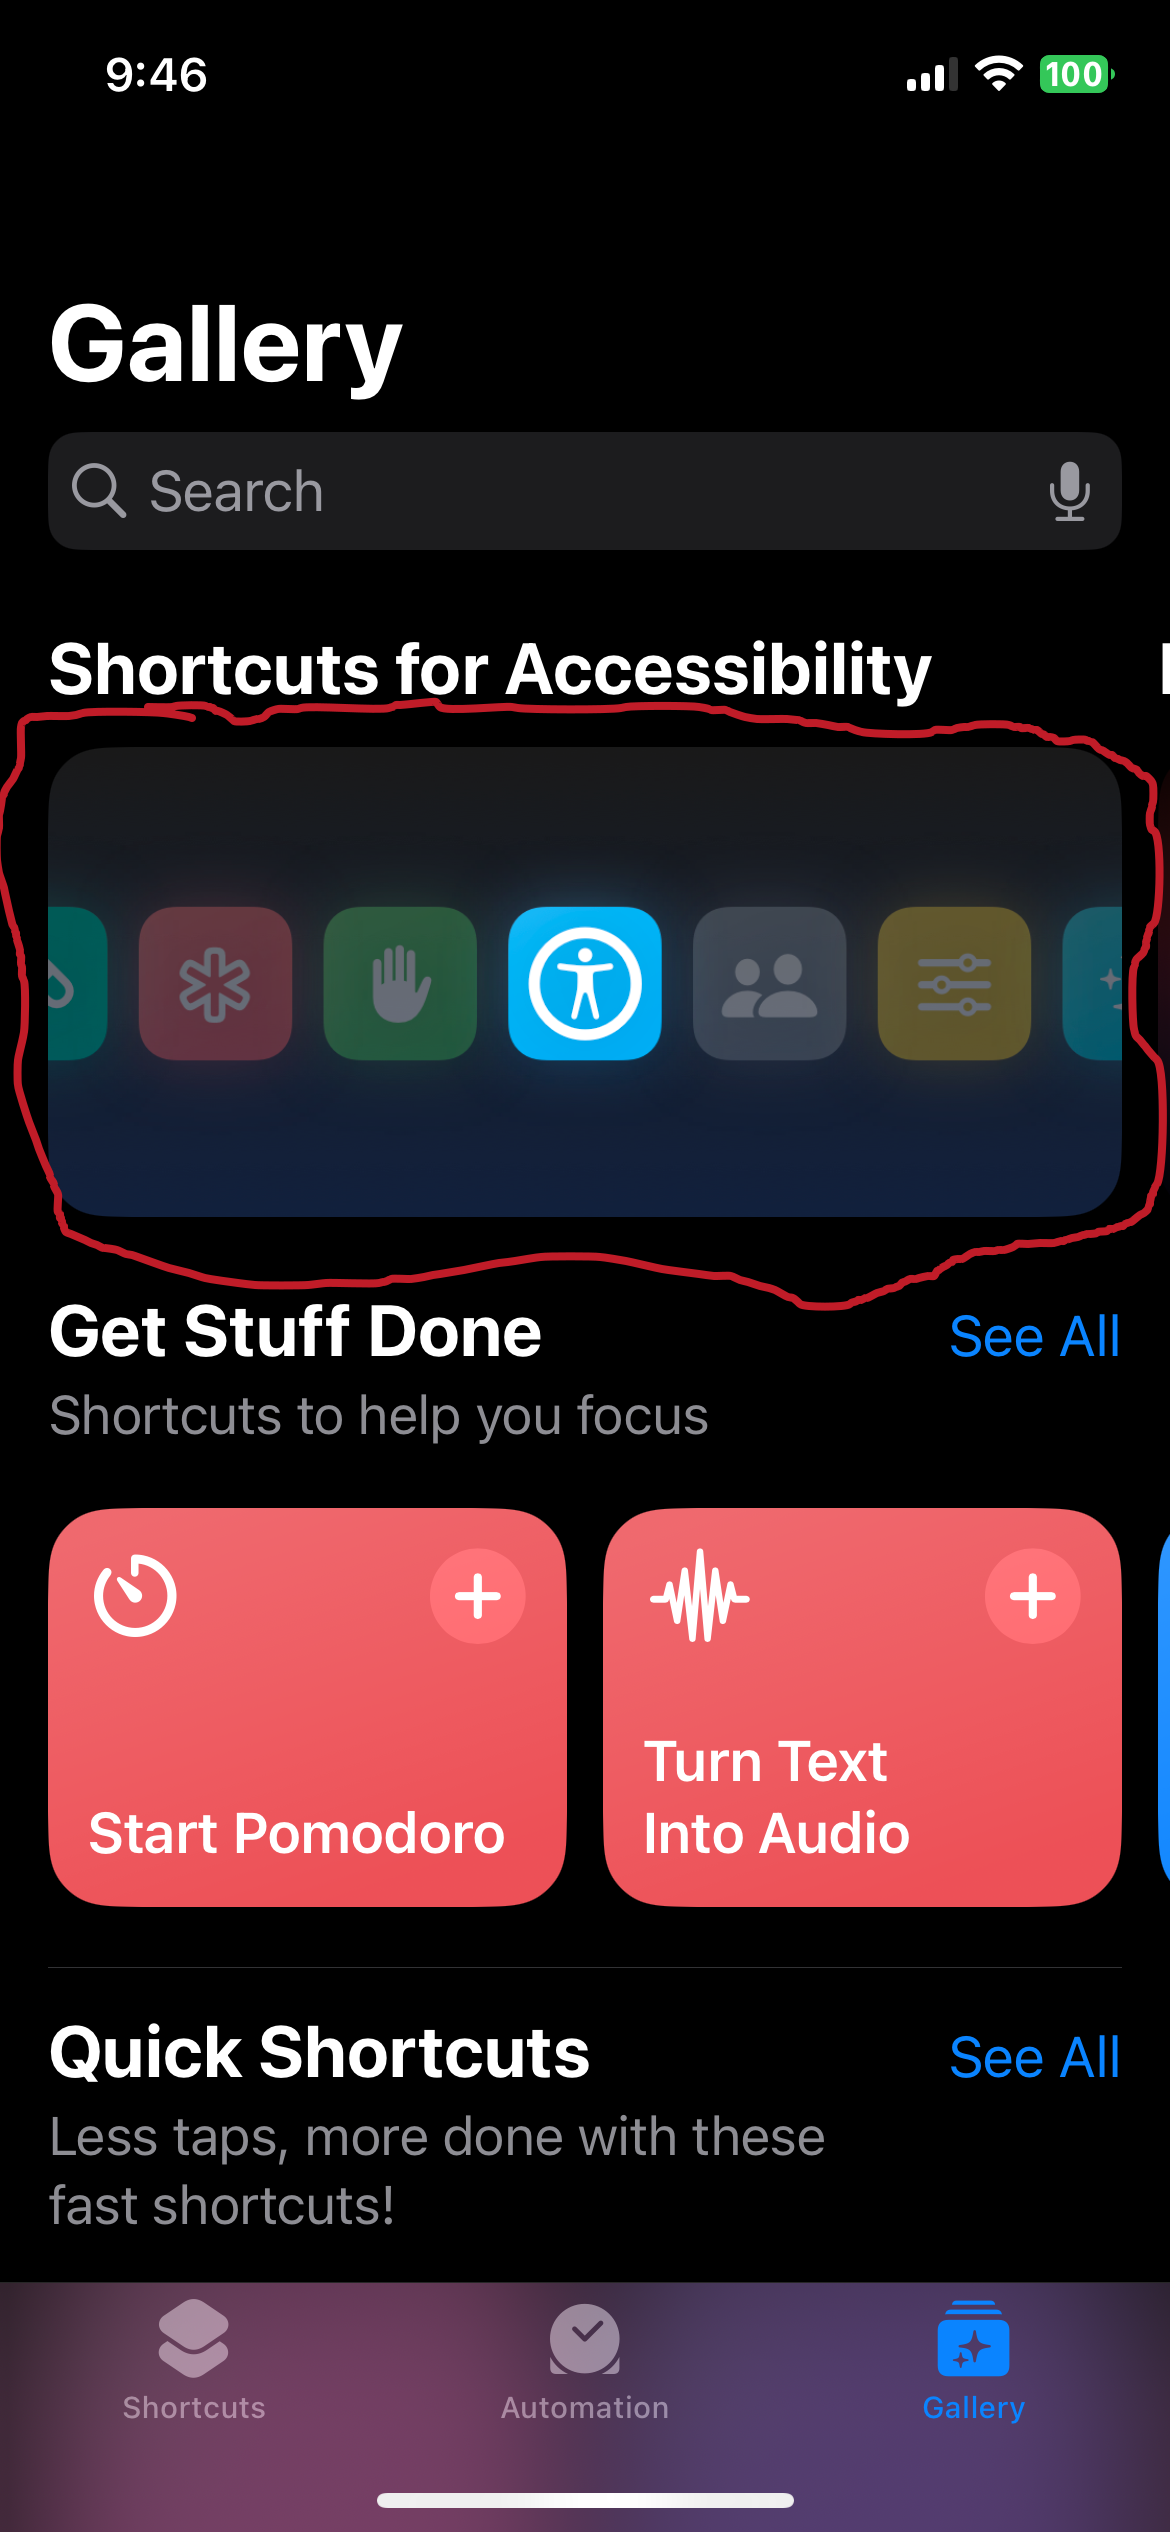 9:46
100
Gallery
Search
Shortcuts for Accessibility
Get Stuff Done
See All
Shortcuts to help you focus
Start Pomodoro
Turn Text
Into Audio
Quick Shortcuts
See All
Less taps, more done with these
fast shortcuts!
Shortcuts
Automation
Gallery